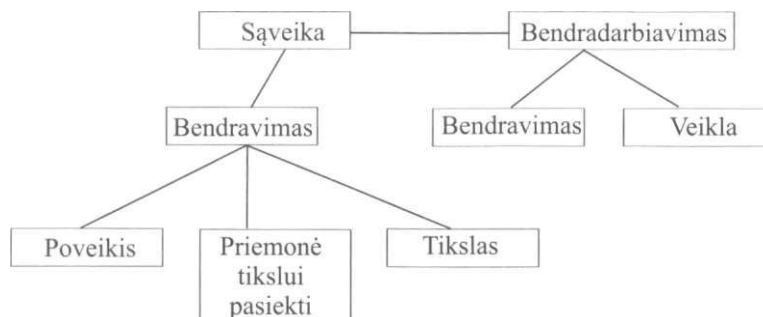 Sąveika
Bendradarbiavimas
Bendravimas
Bendravimas
Veikla
Poveikis
Priemonė
tikslui
pasiekti
Tikslas